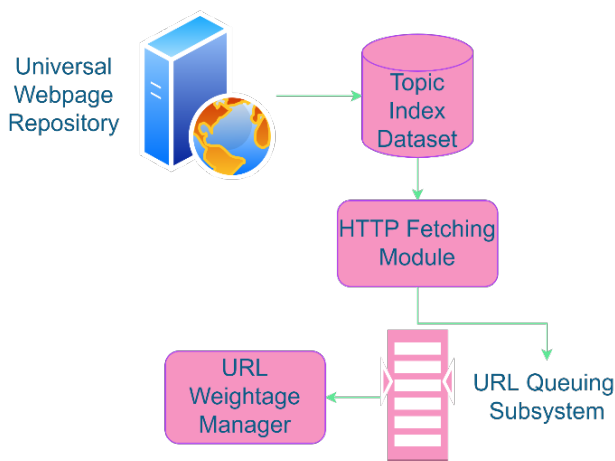 Universal
Webpage
Repository
Topic
Index
Dataset
HTTP Fetching
Module
URL
Weightage
Manager
URL Queuing
Subsystem